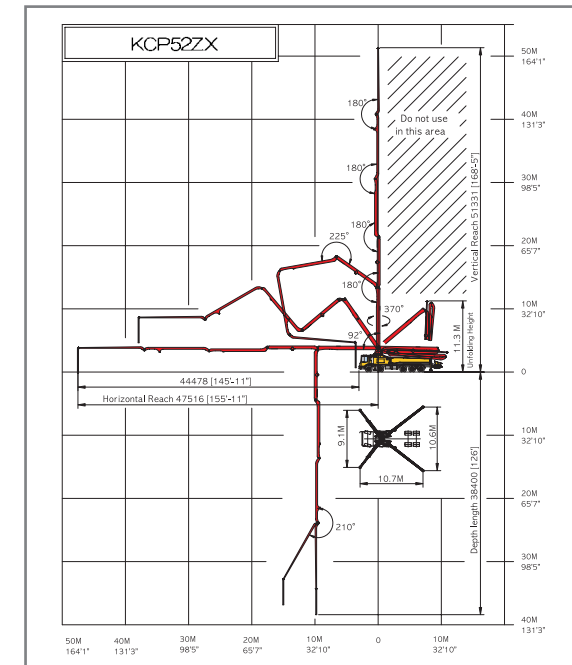 KCP52ZX
50M
164'1"
180°
Do not use
in this area
40M
131'3"
180°
30M
98'5"
Vertical Reach 51331 [168'-5"]
180°
225°
20M
65'7"
180°
370°
10M
32'10"
92°
11.3 M
Unfolding Height
0
44478 [145'-11"]
Horizontal Reach 47516 [155'-11"]
9.1M
10.6M
10M
32'10"
10.7M
Depth length 38400 [126']
20M
65'7"
210°
30M
98'5"
40M
131'3"
50M 40M 30M 20M 10M 0 10M
164'1" 131'3" 98'5" 65'7" 32'10" 32'10"